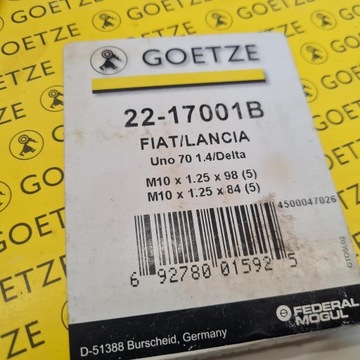 GOETZE
22-17001B
FIAT/LANCIA
Uno 70 1.4/Delta
M10 x 1.25 x 98 (5)
M10 x 1.25 x 84 (5)
4500047026
GTOGL02
6 92780 01592 5
D-51388 Burscheid, Germany
FEDERAL
MOGUL
GOETZE
GOETZE
GOETZE
GOETZE